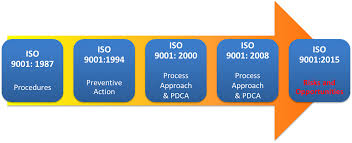 ISO
9001: 1987
Procedures
ISO
9001:1994
Preventive
Action
ISO
9001: 2000
Process
Approach
& PDCA
ISO
9001: 2008
Process
Approach
& PDCA
ISO
9001:2015